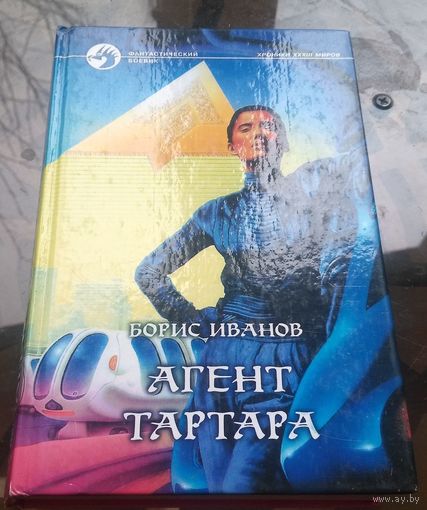 ФАНТАСТИЧЕСКИЙ
БОЕВИК
ХРОНИКИ XXXIII МИРОВ
БОРИС ИВАНОВ
АГЕНТ
ТАРТАРА
www.ay.by